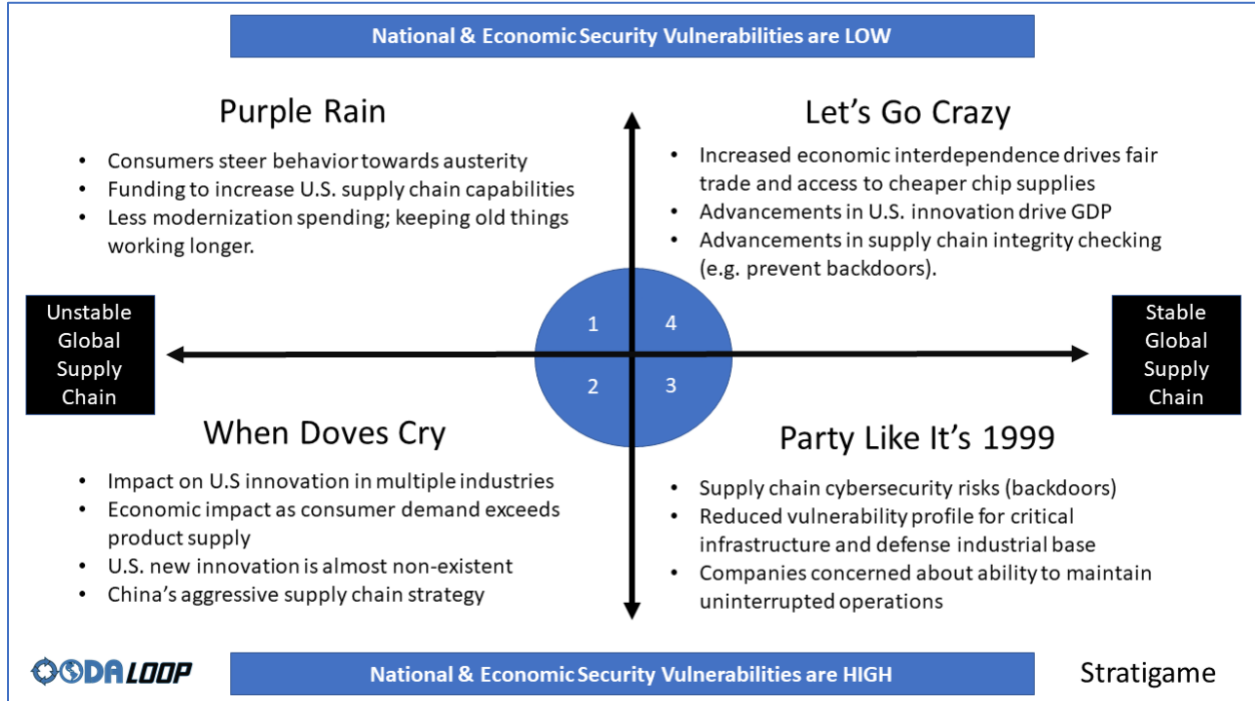 National & Economic Security Vulnerabilities are LOW
Purple Rain
• Consumers steer behavior towards austerity
• Funding to increase U.S. supply chain capabilities
• Less modernization spending; keeping old things
working longer.
Let's Go Crazy
• Increased economic interdependence drives fair
trade and access to cheaper chip supplies
• Advancements in U.S. innovation drive GDP
• Advancements in supply chain integrity checking
(e.g. prevent backdoors).
Unstable
Global
Supply
Chain
1
4
2
3
Stable
Global
Supply
Chain
When Doves Cry
• Impact on U.S innovation in multiple industries
• Economic impact as consumer demand exceeds
product supply
• U.S. new innovation is almost non-existent
• China's aggressive supply chain strategy
Party Like It's 1999
• Supply chain cybersecurity risks (backdoors)
• Reduced vulnerability profile for critical
infrastructure and defense industrial base
• Companies concerned about ability to maintain
uninterrupted operations
OODA LOOP
National & Economic Security Vulnerabilities are HIGH
Stratigame